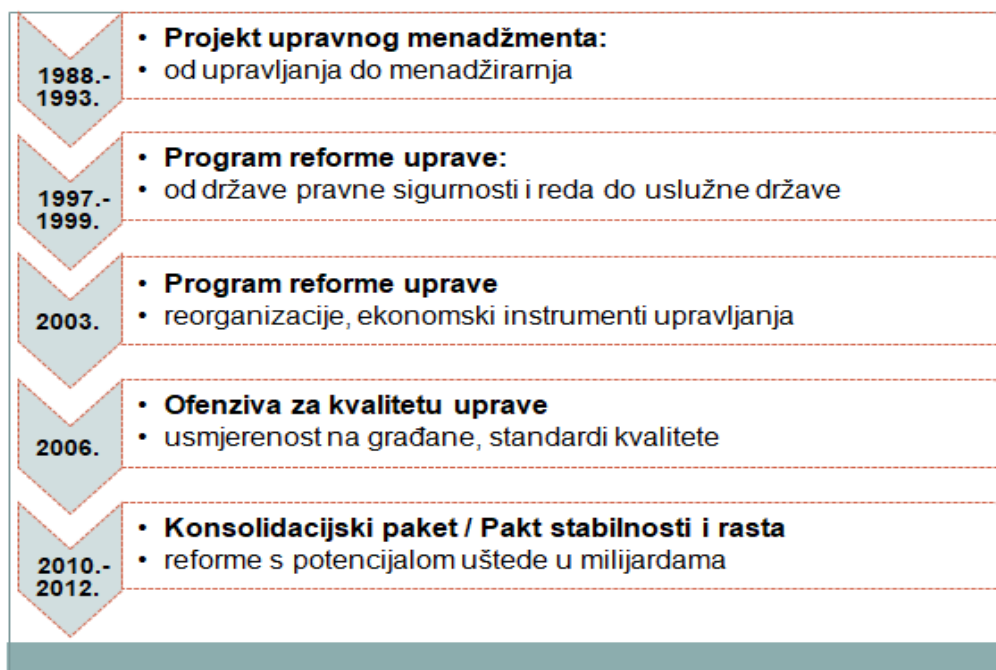 1988.-
1993.
• Projekt upravnog menadžmenta:
• od upravljanja do menadžirarnja
1997.-
1999.
• Program reforme uprave:
• od države pravne sigurnosti i reda do uslužne države
2003.
• Program reforme uprave
• reorganizacije, ekonomski instrumenti upravljanja
2006.
• Ofenziva za kvalitetu uprave
• usmjerenost na građane, standardi kvalitete
2010.-
2012.
• Konsolidacijski paket / Pakt stabilnosti i rasta
• reforme s potencijalom uštede u milijardama